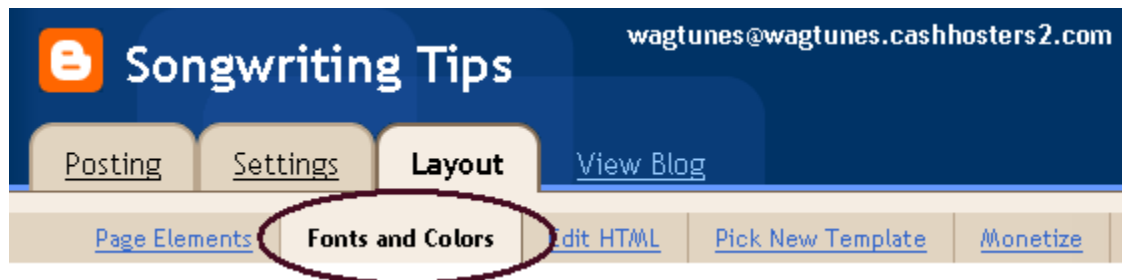 wagtunes@wagtunes.cashhosters2.com
Songwriting Tips
Posting Settings Layout View Blog
Page Elements Fonts and Colors Edit HTML Pick New Template Monetize